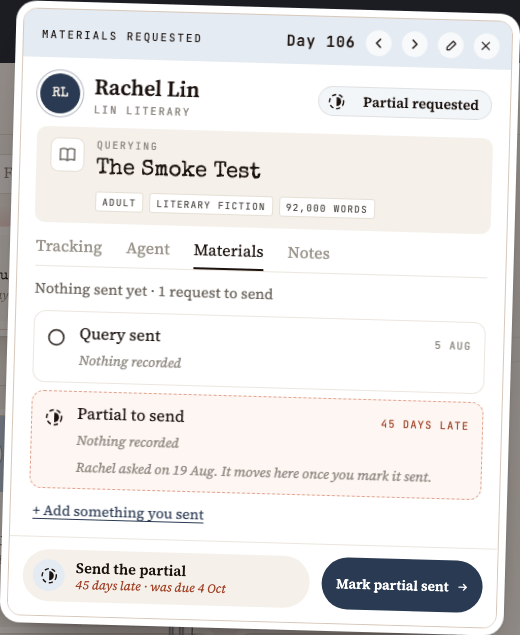 MATERIALS REQUESTED
Day 106
RL
Rachel Lin
LIN LITERARY
Partial requested
QUERYING
The Smoke Test
ADULT
LITERARY FICTION
92,000 WORDS
Tracking Agent Materials Notes
Nothing sent yet · 1 request to send
Query sent
5 AUG
Nothing recorded
Partial to send
45 DAYS LATE
Nothing recorded
Rachel asked on 19 Aug. It moves here once you mark it sent.
+ Add something you sent
Send the partial
45 days late · was due 4 Oct
Mark partial sent →